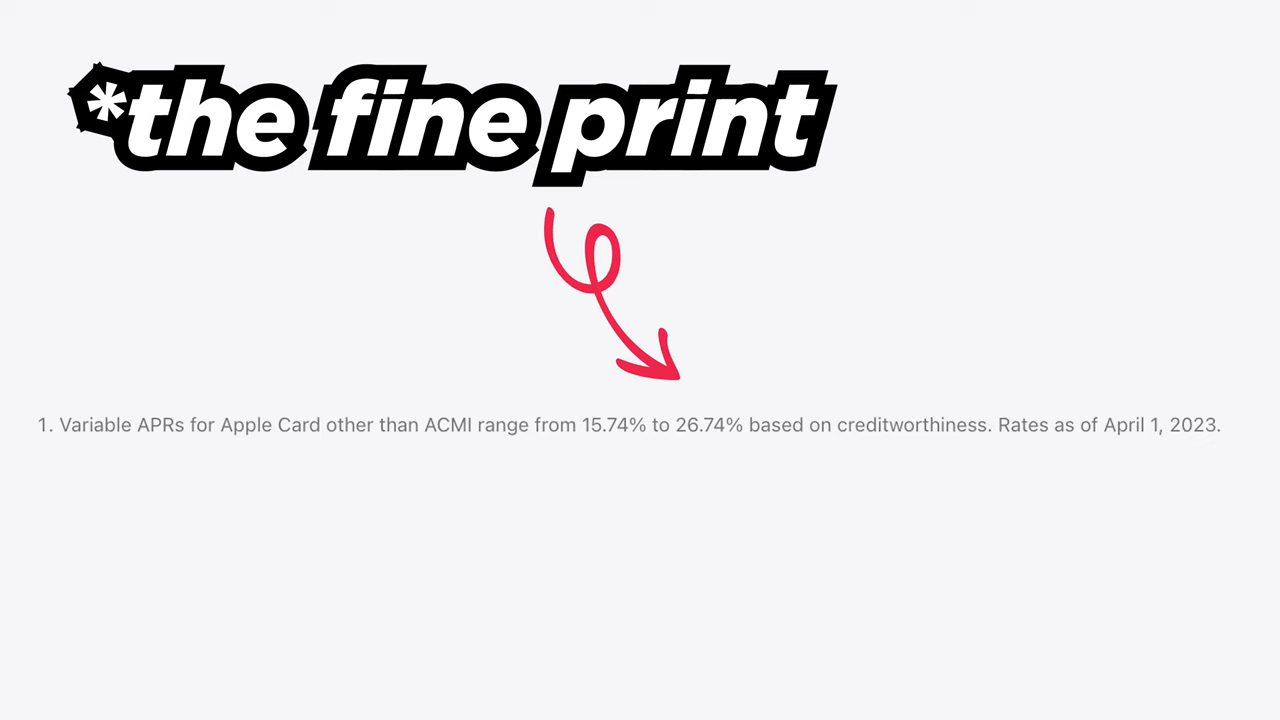 *the fine print
1. Variable APRs for Apple Card other than ACMI range from 15.74% to 26.74% based on creditworthiness. Rates as of April 1, 2023.